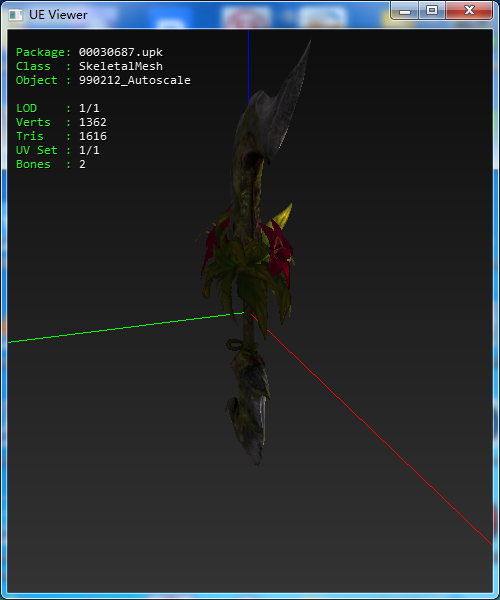 UE Viewer
Package: 00030687.upk
Class : SkeletalMesh
Object : 990212_Autoscale
LOD : 1/1
Verts : 1362
Tris : 1616
UV Set : 1/1
Bones : 2